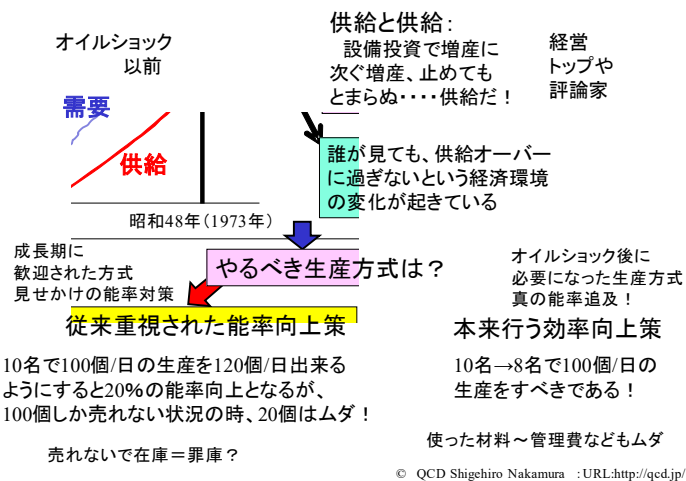 オイルショック
以前
供給と供給：
設備投資で増産に
次ぐ増産、止めても
とまらぬ・・・・供給だ！
経営
トップや
評論家
需要
供給
誰が見ても、供給オーバー
に過ぎないという経済環境
の変化が起きている
昭和48年（1973年）
成長期に
歓迎された方式
見せかけの能率対策
やるべき生産方式は？
オイルショック後に
必要になった生産方式
真の能率追及！
従来重視された能率向上策
本来行う効率向上策
10名で100個/日の生産を120個/日出来る
ようにすると20%の能率向上となるが、
100個しか売れない状況の時、20個はムダ！
10名→8名で100個/日の
生産をすべきである！
売れないで在庫＝罪庫？
使った材料～管理費などもムダ
© QCD Shigehiro Nakamura :URL:http://qcd.jp/